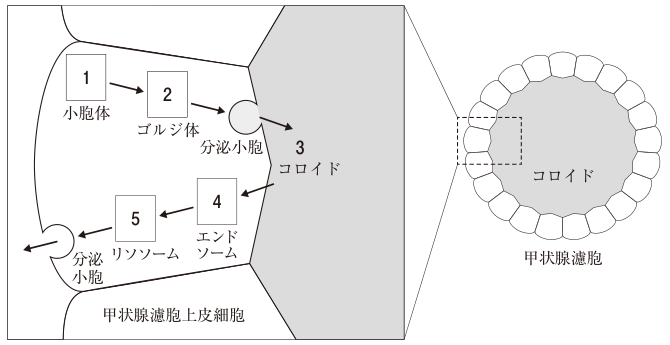 1
小胞体
2
ゴルジ体
分泌小胞
3
コロイド
4
エンド
ソーム
5
リソソーム
分泌
小胞
甲状腺濾胞上皮細胞
コロイド
甲状腺濾胞